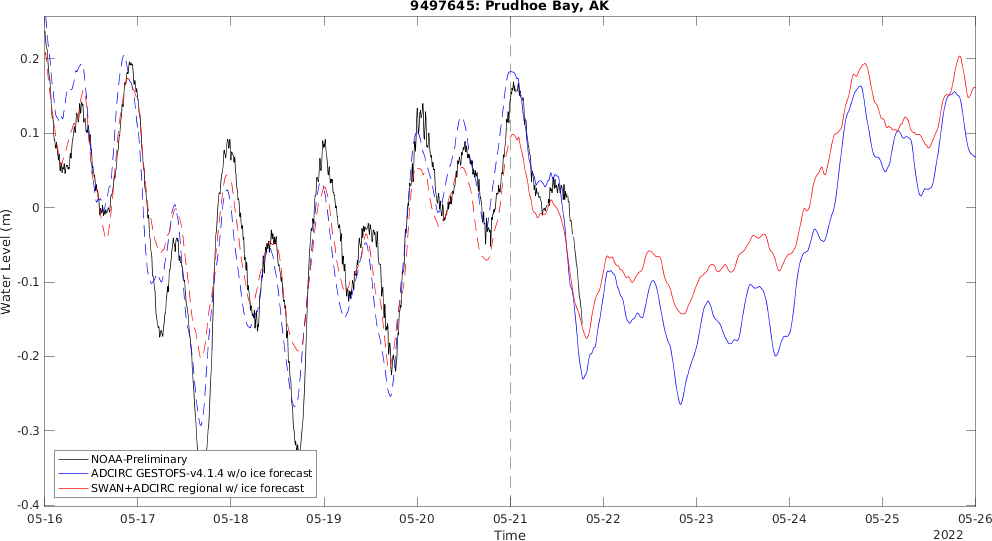 9497645: Prudhoe Bay, AK
Water Level (m)
0.2
0.1
0
-0.1
-0.2
-0.3
-0.4
NOAA-Preliminary
ADCIRC GESTOFS-v4.1.4 w/o ice forecast
SWAN+ADCIRC regional w/ ice forecast
05-16 05-17 05-18 05-19 05-20 05-21 05-22 05-23 05-24 05-25 05-26
Time
2022